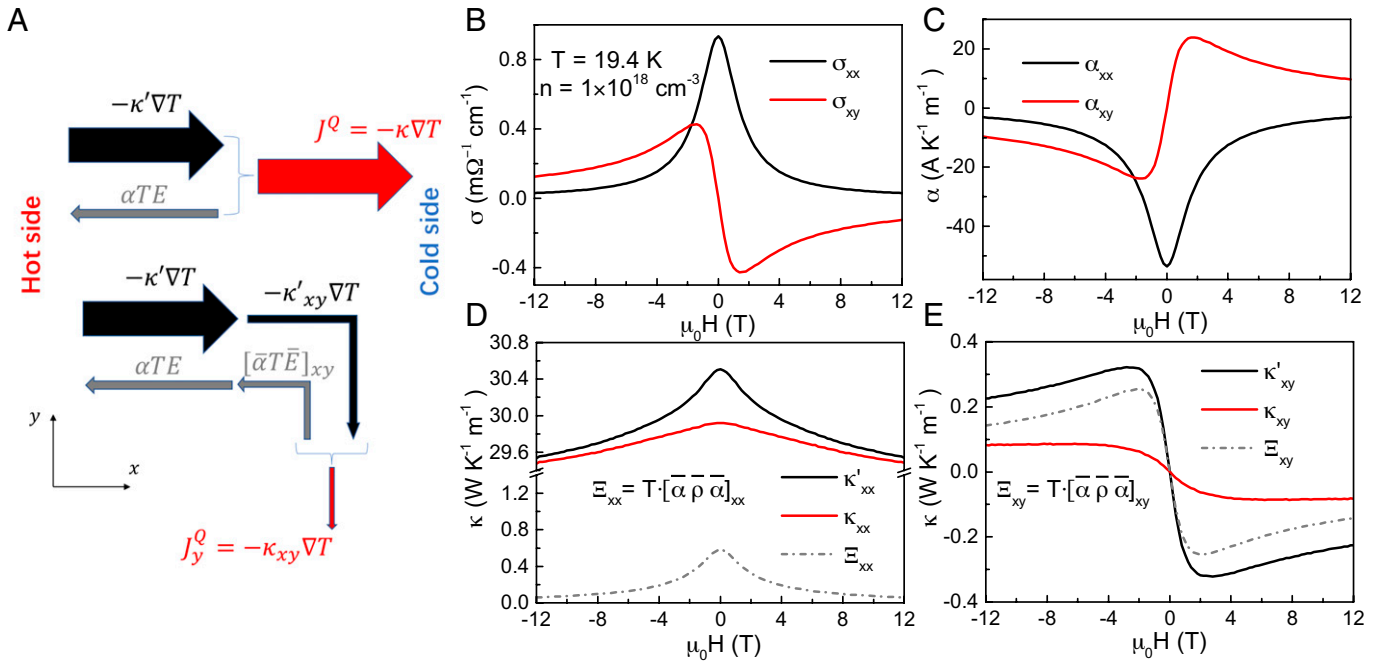 A
−κ′∇T
J^Q = −κ∇T
αTE
Hot side
Cold side
−κ′∇T
−κ′_xy∇T
αTE
[ᾱTĒ]_xy
y
x
J^Q_y = −κ_xy∇T
B
T = 19.4 K
n = 1×10^18 cm^-3
σ_xx
σ_xy
σ (mΩ^-1 cm^-1)
0.8
0.4
0.0
-0.4
-12 -8 -4 0 4 8 12
μ_0H (T)
C
α_xx
α_xy
α (A K^-1 m^-1)
20
0
-20
-40
-12 -8 -4 0 4 8 12
μ_0H (T)
D
κ (W K^-1 m^-1)
30.8
30.4
30.0
29.6
1.2
0.8
0.4
0.0
Ξ_xx = T·[ᾱ ρ̄ ᾱ]_xx
κ'_xx
κ_xx
Ξ_xx
-12 -8 -4 0 4 8 12
μ_0H (T)
E
κ (W K^-1 m^-1)
0.4
0.2
0.0
-0.2
-0.4
κ'_xy
κ_xy
Ξ_xy
Ξ_xy = T·[ᾱ ρ̄ ᾱ]_xy
-12 -8 -4 0 4 8 12
μ_0H (T)